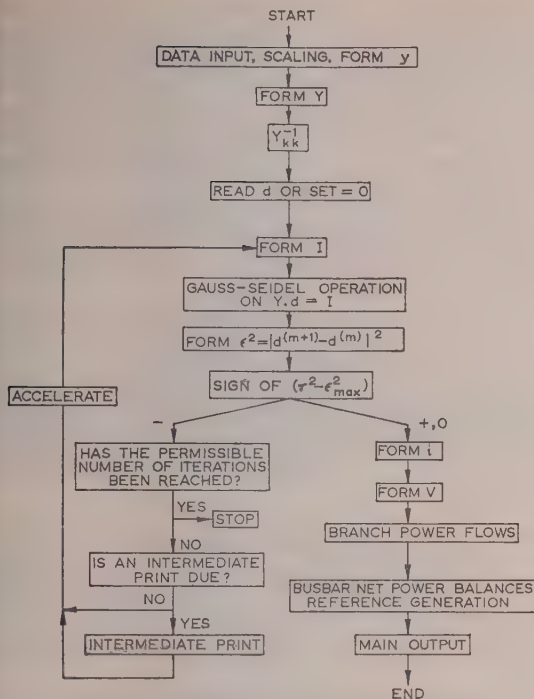 START
DATA INPUT, SCALING, FORM y
FORM Y
Y_kk^-1
READ d OR SET = 0
FORM I
GAUSS-SEIDEL OPERATION
ON Y.d = I
FORM ϵ²=|d^(m+1)-d^(m)|²
SIGN OF (τ²-ϵ²max)
ACCELERATE
-
+,0
HAS THE PERMISSIBLE
NUMBER OF ITERATIONS
BEEN REACHED?
FORM i
FORM V
YES
STOP
BRANCH POWER FLOWS
NO
IS AN INTERMEDIATE
PRINT DUE?
BUSBAR NET POWER BALANCES
REFERENCE GENERATION
NO
YES
INTERMEDIATE PRINT
MAIN OUTPUT
END